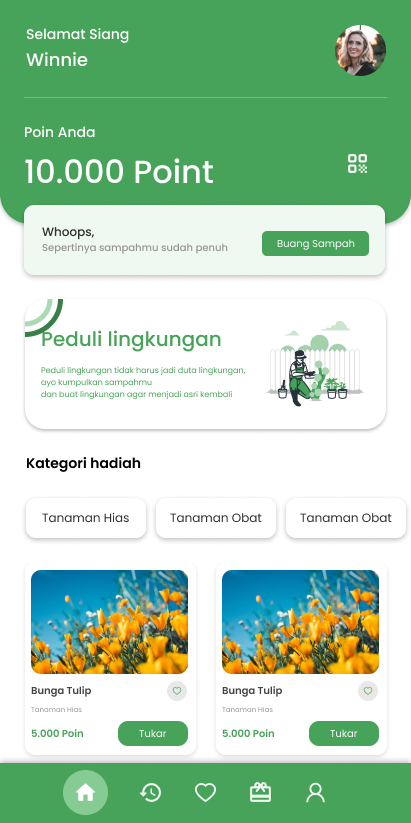 Selamat Siang
Winnie
Poin Anda
10.000 Point
Whoops,
Sepertinya sampahmu sudah penuh
Buang Sampah
Peduli lingkungan
Peduli lingkungan tidak harus jadi duta lingkungan,
ayo kumpulkan sampahmu
dan buat lingkungan agar menjadi asri kembali
Kategori hadiah
Tanaman Hias
Tanaman Obat
Tanaman Obat
Bunga Tulip
Tanaman Hias
5.000 Poin
Tukar
Bunga Tulip
Tanaman Hias
5.000 Poin
Tukar